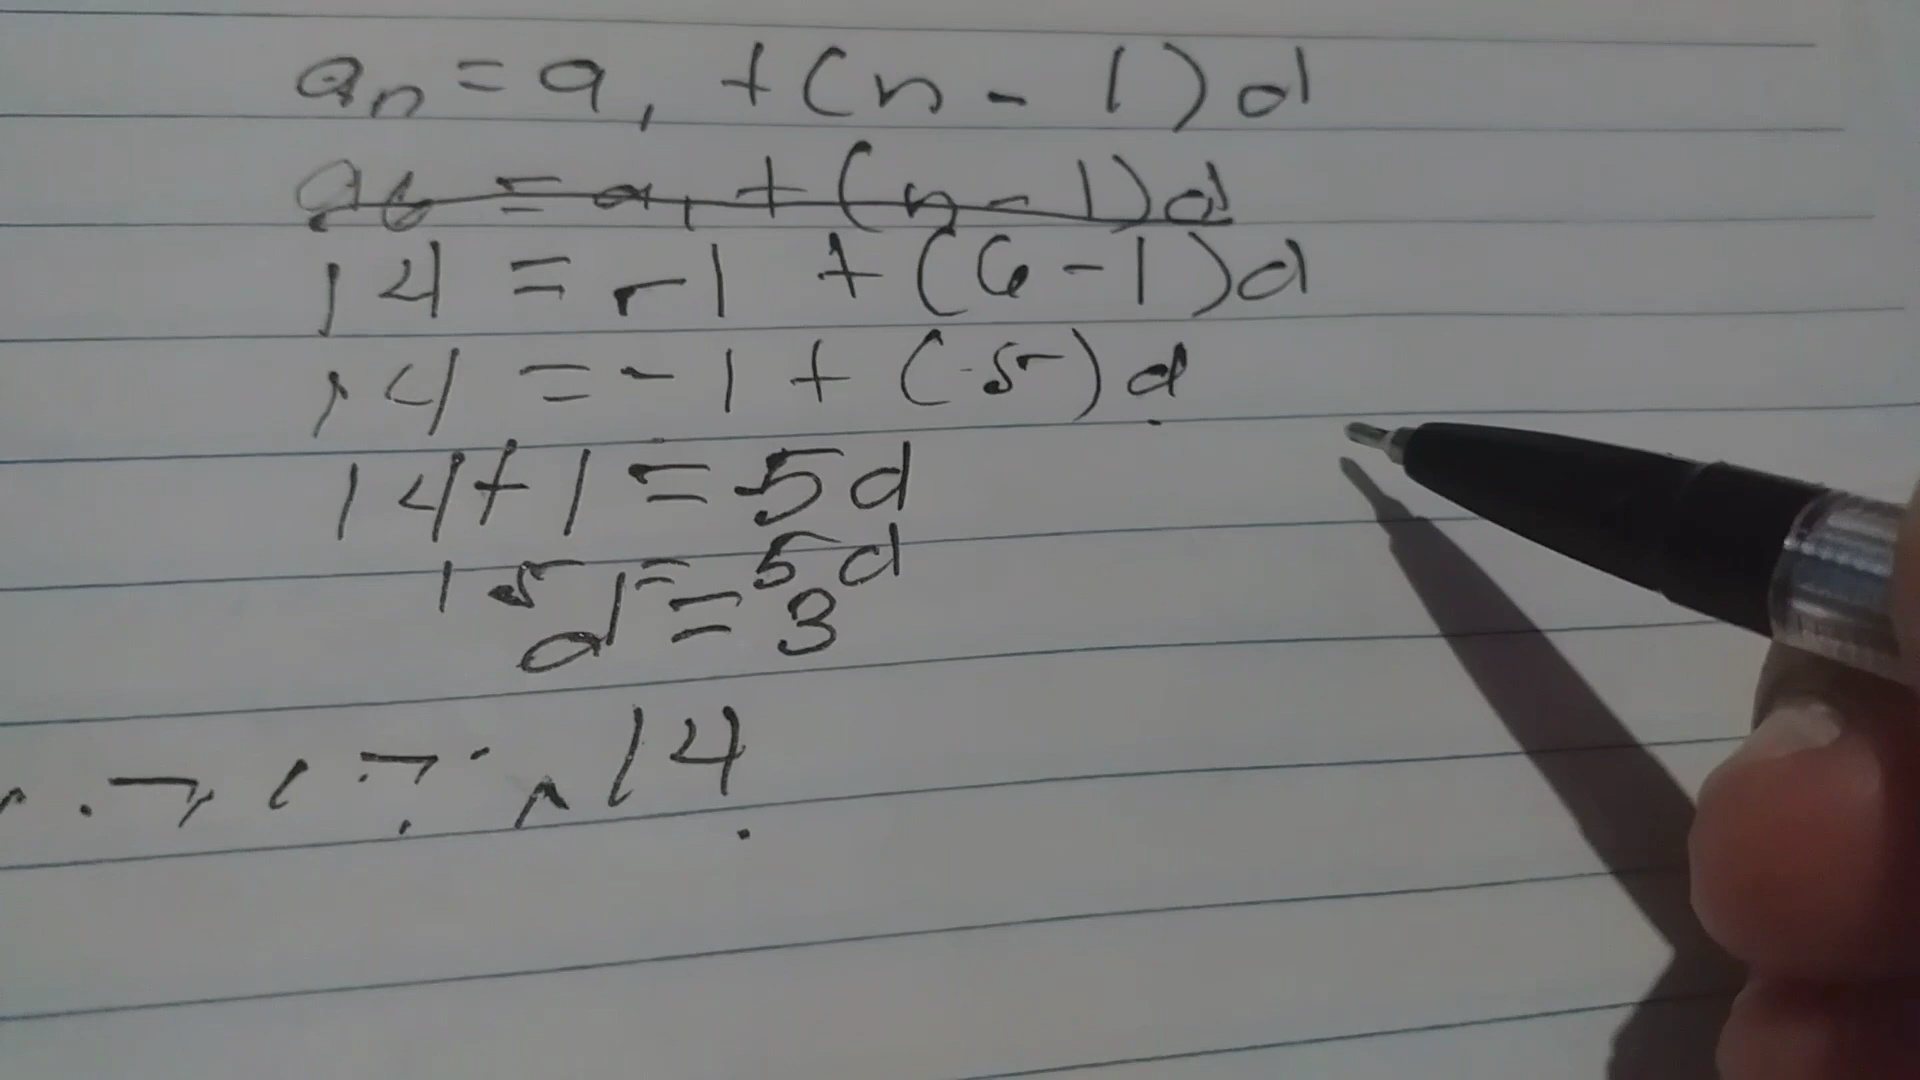 an = a1 + (n - 1)d
a6 = a1 + (n - 1)d
14 = -1 + (6 - 1)d
14 = -1 + (5)d
14 + 1 = 5d
15 = 5d
d = 3
14